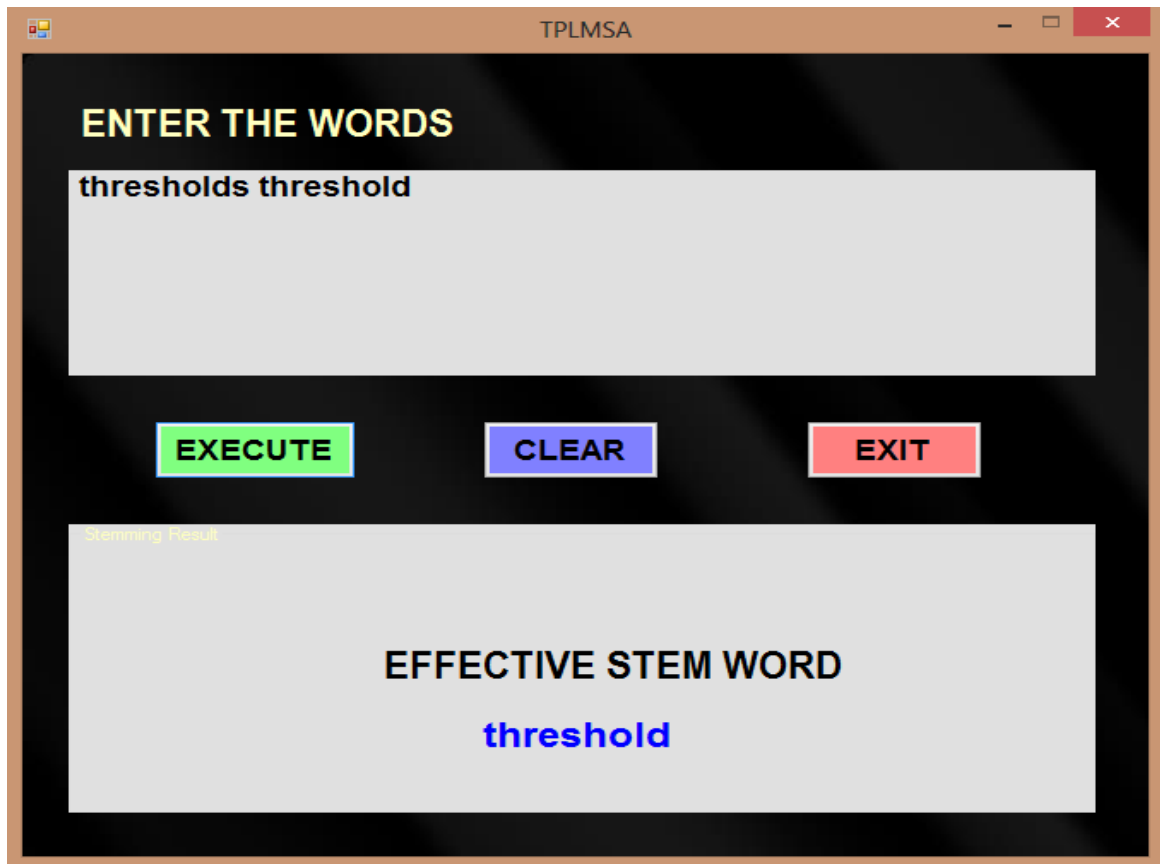 TPLMSA
ENTER THE WORDS
thresholds threshold
EXECUTE CLEAR EXIT
Stemming Result
EFFECTIVE STEM WORD
threshold